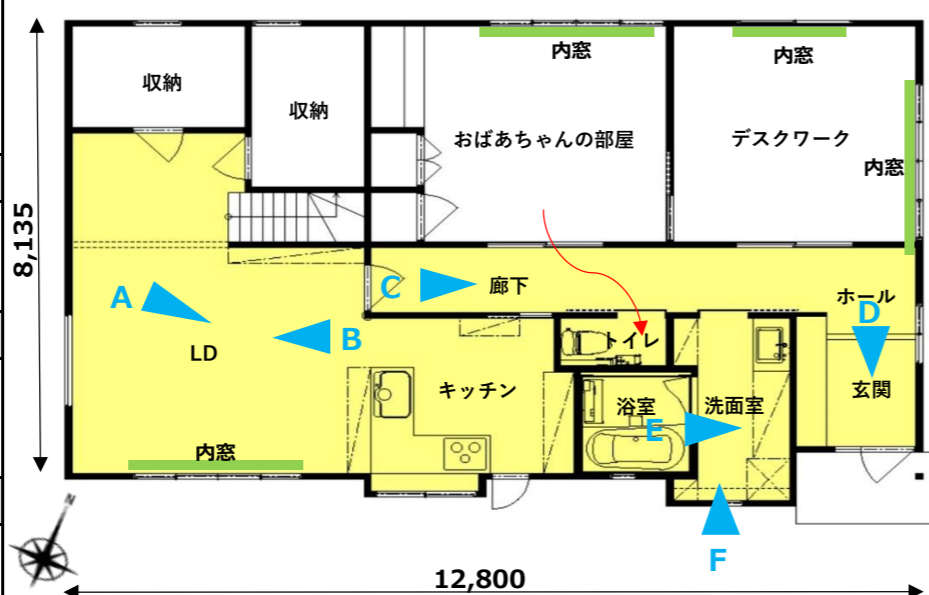 内窓
内窓
収納
収納
おばあちゃんの部屋
デスクワーク
内窓
8,135
A
C
廊下
ホール
D
B
LD
トイレ
キッチン
浴室
洗面室
玄関
E
内窓
F
N
12,800